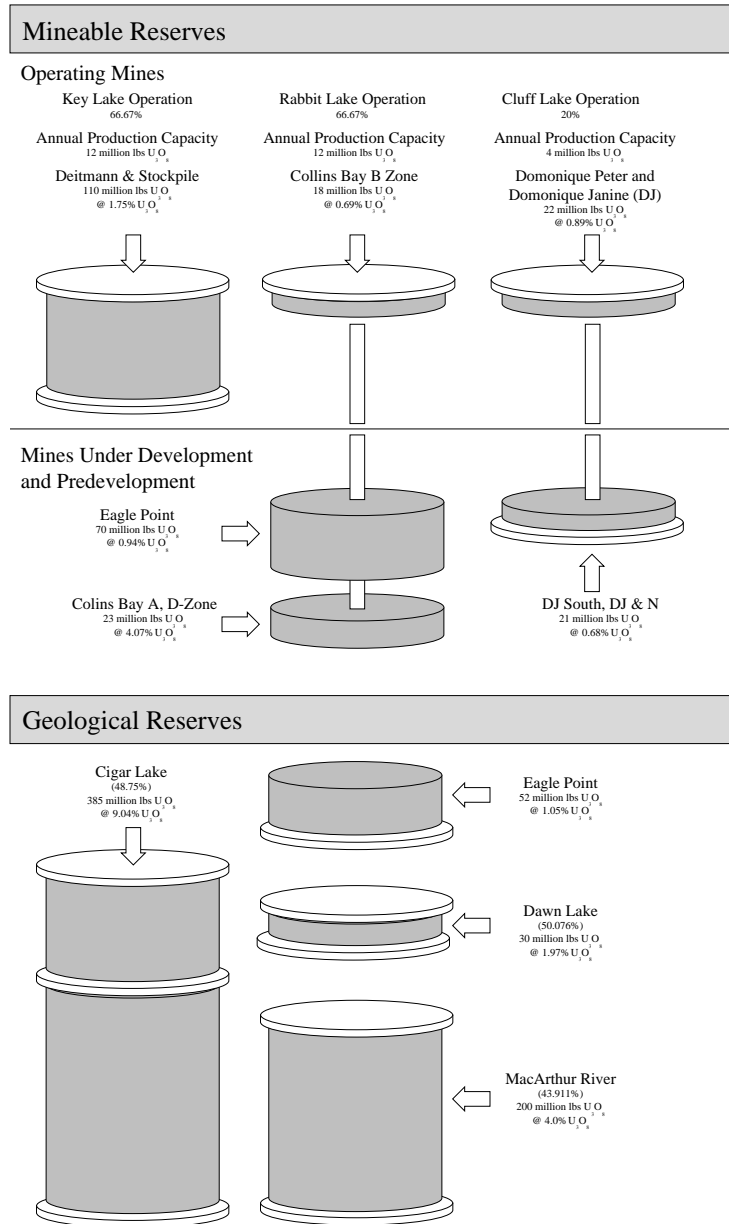 Mineable Reserves
Operating Mines
Key Lake Operation
66.67%
Annual Production Capacity
12 million lbs U3O8
Deitmann & Stockpile
110 million lbs U3O8
@ 1.75% U3O8
Rabbit Lake Operation
66.67%
Annual Production Capacity
12 million lbs U3O8
Collins Bay B Zone
18 million lbs U3O8
@ 0.69% U3O8
Cluff Lake Operation
20%
Annual Production Capacity
4 million lbs U3O8
Domonique Peter and
Domonique Janine (DJ)
22 million lbs U3O8
@ 0.89% U3O8
Mines Under Development
and Predevelopment
Eagle Point
70 million lbs U3O8
@ 0.94% U3O8
Colins Bay A, D-Zone
23 million lbs U3O8
@ 4.07% U3O8
DJ South, DJ & N
21 million lbs U3O8
@ 0.68% U3O8
Geological Reserves
Cigar Lake
(48.75%)
385 million lbs U3O8
@ 9.04% U3O8
Eagle Point
52 million lbs U3O8
@ 1.05% U3O8
Dawn Lake
(50.076%)
30 million lbs U3O8
@ 1.97% U3O8
MacArthur River
(43.911%)
200 million lbs U3O8
@ 4.0% U3O8